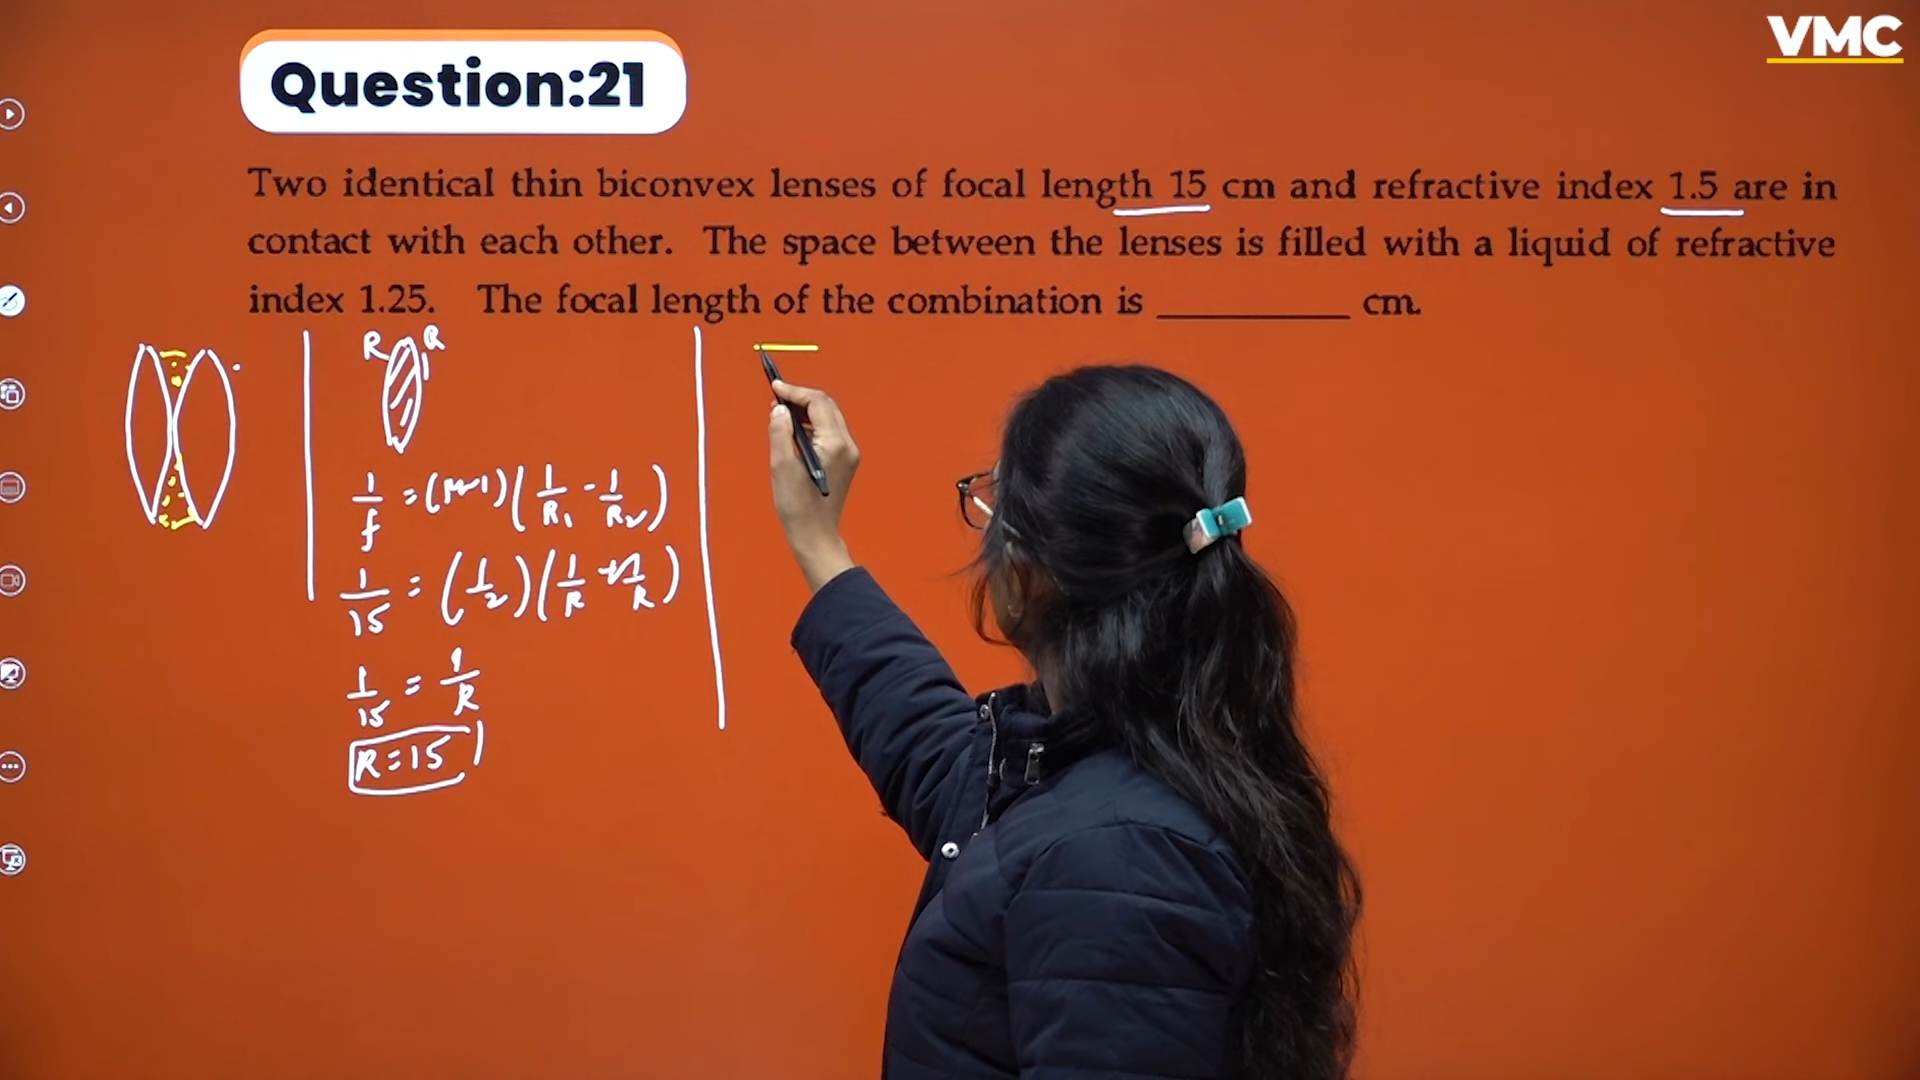 VMC
Question:21
Two identical thin biconvex lenses of focal length 15 cm and refractive index 1.5 are in
contact with each other. The space between the lenses is filled with a liquid of refractive
index 1.25. The focal length of the combination is __________ cm.
R R
1/f = (μ-1)(1/R₁ - 1/R₂)
1/15 = (1/2)(1/R + 1/R)
1/15 = 1/R
R=15